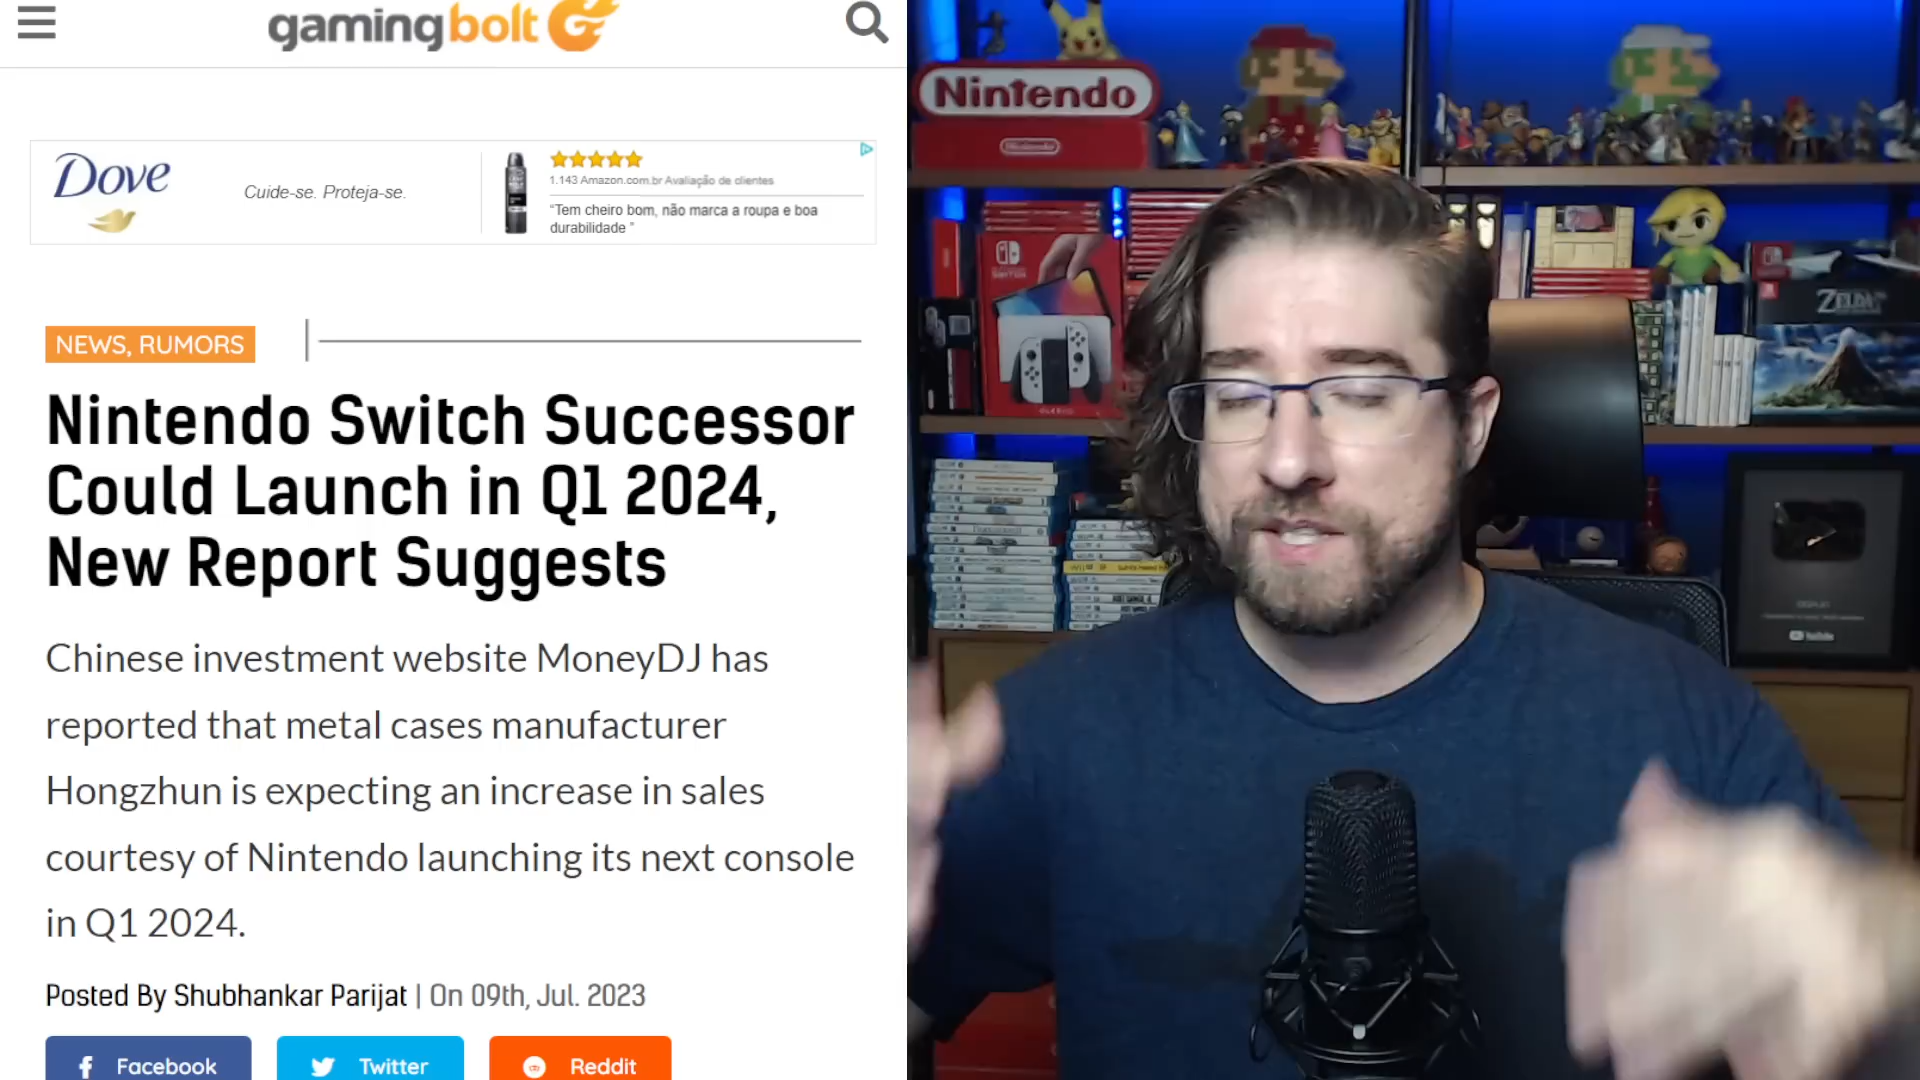 gamingbolt
Dove
Cuide-se. Proteja-se.
1.143 Amazon.com.br Avaliação de clientes
“Tem cheiro bom, não marca a roupa e boa
durabilidade ”
NEWS, RUMORS
Nintendo Switch Successor
Could Launch in Q1 2024,
New Report Suggests
Chinese investment website MoneyDJ has
reported that metal cases manufacturer
Hongzhun is expecting an increase in sales
courtesy of Nintendo launching its next console
in Q1 2024.
Posted By Shubhankar Parijat | On 09th, Jul. 2023
Facebook
Twitter
Reddit
Nintendo
Nintendo
ZELDA